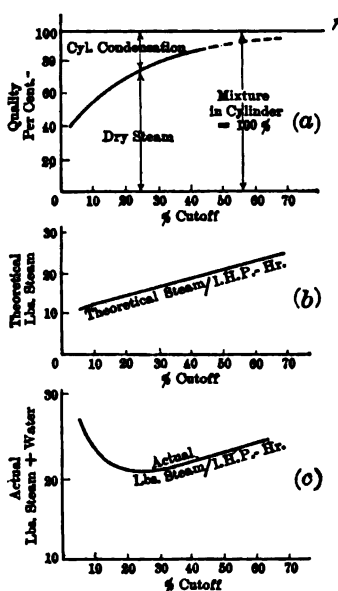 100
Cyl. Condensation
80
60
Quality
Per Cent.-
40
Dry Steam
Mixture
in Cylinder
= 100 %
(a)
20
0 10 20 30 40 50 60 70
% Cutoff
30
Theoretical
Lbs. Steam
20
Theoretical Steam/I.H.P.- Hr.
(b)
10
0 10 20 30 40 50 60 70
% Cutoff
30
Actual
Lbs. Steam + Water
Actual
Lbs. Steam/I.H.P.- Hr.
20
(c)
10
0 10 20 30 40 50 60 70
% Cutoff